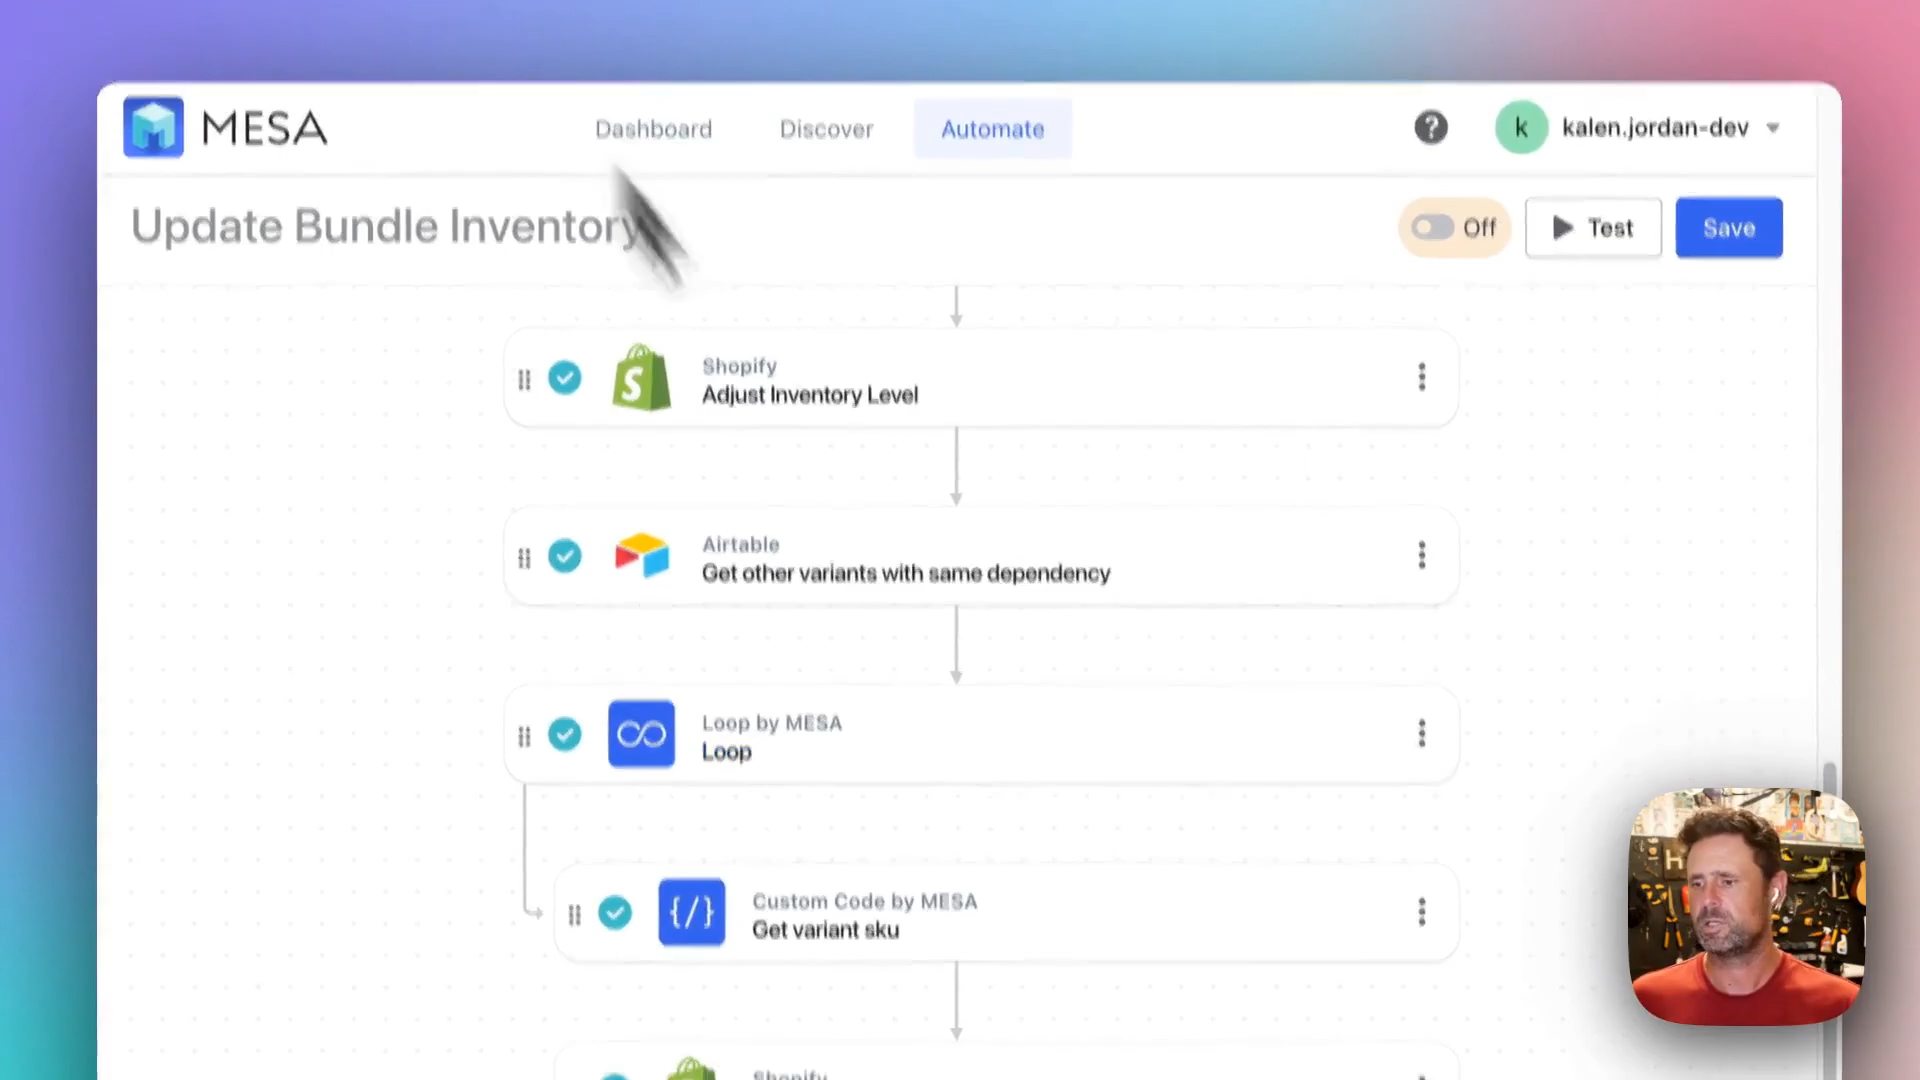 MESA
Dashboard
Discover
Automate
?
k
kalen.jordan-dev
Update Bundle Inventory
Off
Test
Save
Shopify
Adjust Inventory Level
Airtable
Get other variants with same dependency
Loop by MESA
Loop
{/}
Custom Code by MESA
Get variant sku
Shopify